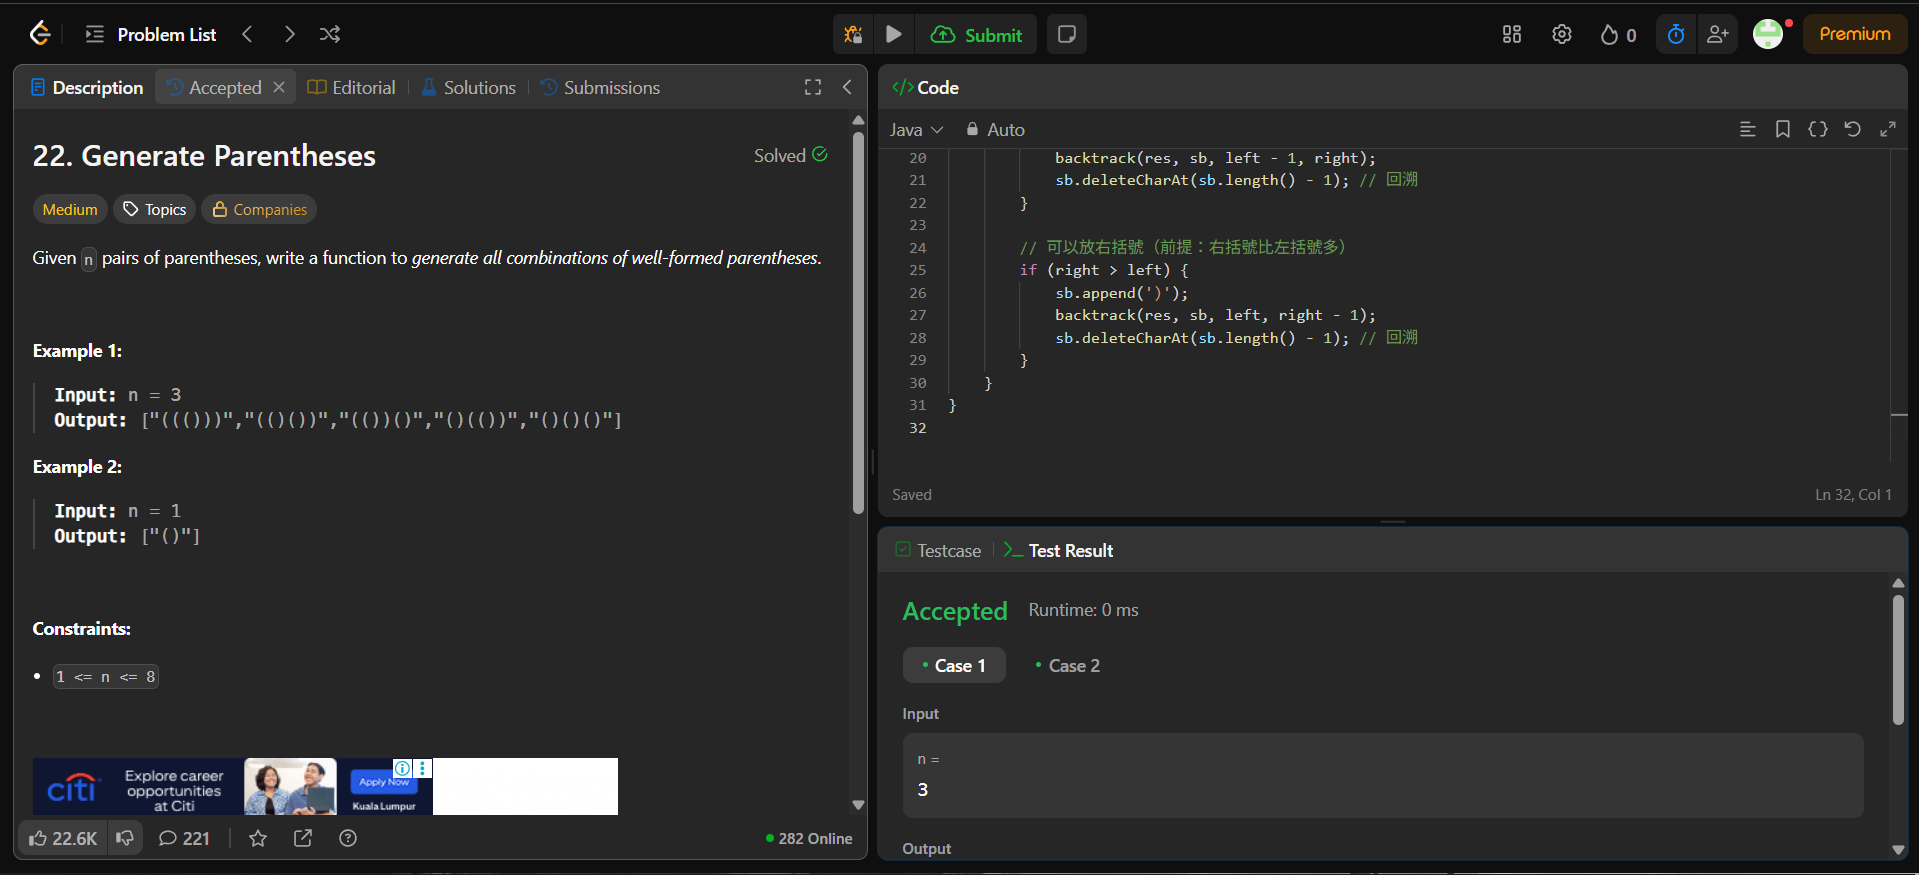 Problem List
Submit
0
Premium
Description
Accepted
Editorial
Solutions
Submissions
22. Generate Parentheses
Solved
Medium
Topics
Companies
Given n pairs of parentheses, write a function to generate all combinations of well-formed parentheses.
Example 1:
Input: n = 3
Output: ["((()))","(()())","(())()","()(())","()()()"]
Example 2:
Input: n = 1
Output: ["()"]
Constraints:
1 <= n <= 8
citi
Explore career
opportunities
at Citi
Apply Now
Kuala Lumpur
22.6K
221
282 Online
</> Code
Java
Auto
20 backtrack(res, sb, left - 1, right);
21 sb.deleteCharAt(sb.length() - 1); // 回溯
22 }
23
24 // 可以放右括號（前提：右括號比左括號多）
25 if (right > left) {
26 sb.append(')');
27 backtrack(res, sb, left, right - 1);
28 sb.deleteCharAt(sb.length() - 1); // 回溯
29 }
30 }
31 }
32
Saved
Ln 32, Col 1
Testcase
Test Result
Accepted
Runtime: 0 ms
Case 1
Case 2
Input
n =
3
Output